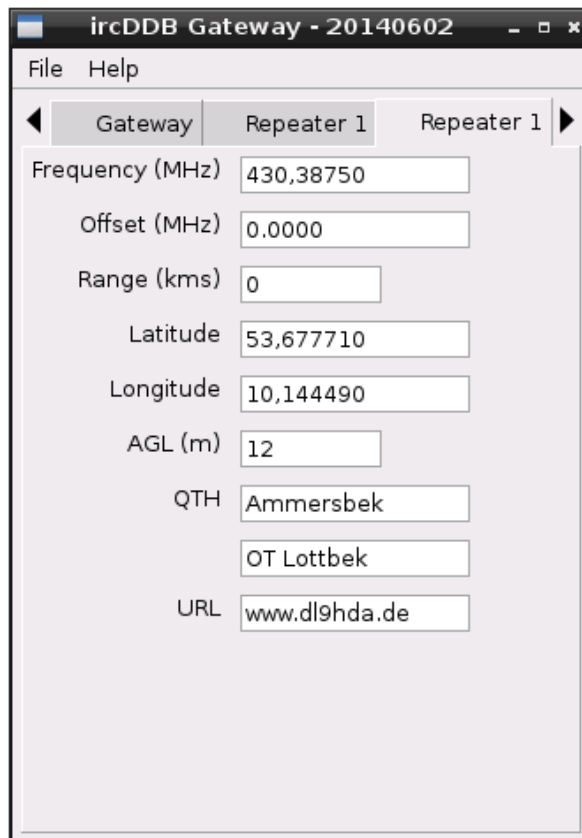 ircDDB Gateway - 20140602
File Help
Gateway Repeater 1 Repeater 1
Frequency (MHz) 430,38750
Offset (MHz) 0.0000
Range (kms) 0
Latitude 53,677710
Longitude 10,144490
AGL (m) 12
QTH Ammersbek
OT Lottbek
URL www.dl9hda.de